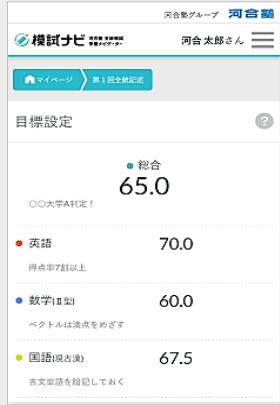 河合塾グループ 河合塾
模試ナビ
河合 太郎さん
マイページ 第1回全統記述
目標設定 ?
総合
65.0
○○大学A判定！
英語 70.0
得点率7割以上
数学(Ⅱ型) 60.0
ベクトルは満点をめざす
国語(現古漢) 67.5
古文単語を暗記しておく